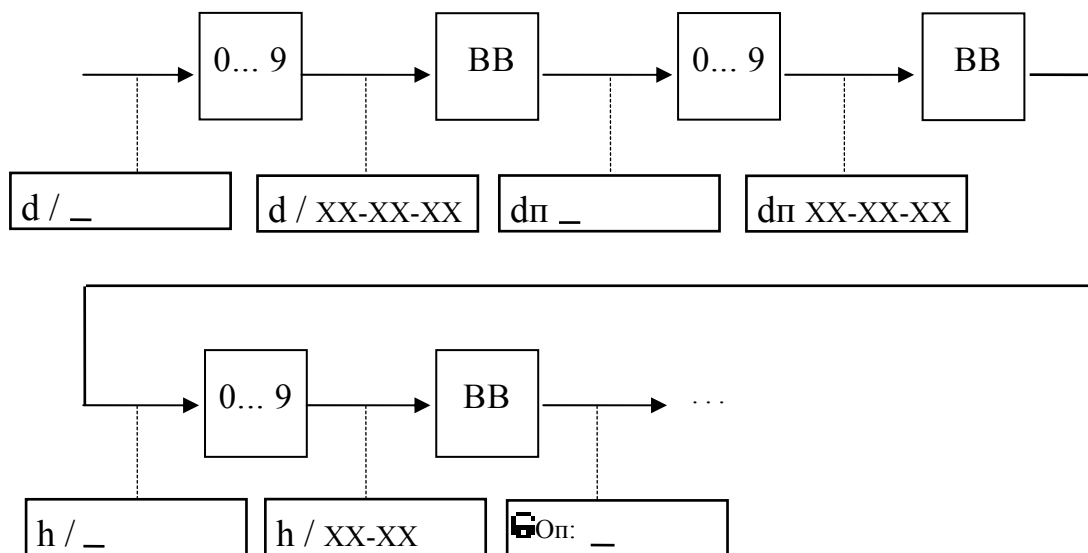 0... 9 ВВ 0... 9 ВВ
d / _ d / XX-XX-XX dп _ dп XX-XX-XX
0... 9 ВВ ...
h / _ h / XX-XX Оп: _